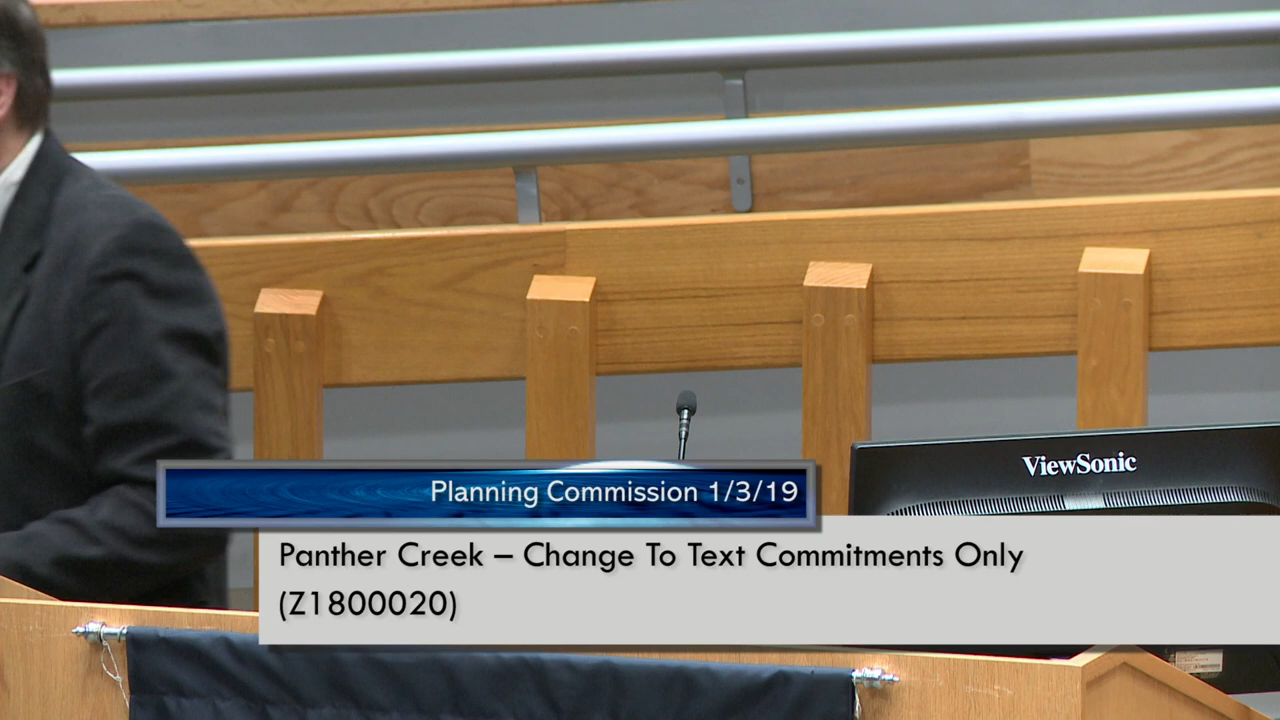 ViewSonic
Planning Commission 1/3/19
Panther Creek – Change To Text Commitments Only
(Z1800020)